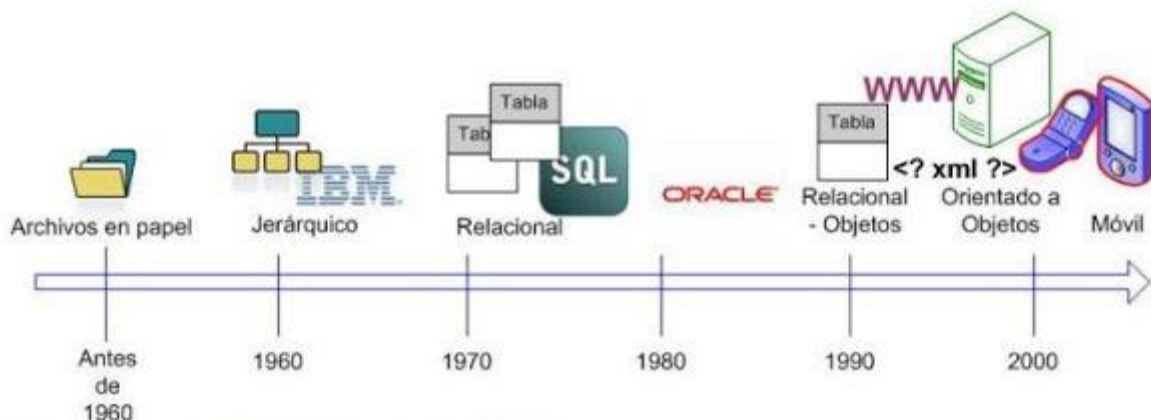 WWW
Tabla
Tab
SQL
IBM
ORACLE
Tabla
<? xml ?>
Archivos en papel
Jerárquico
Relacional
Relacional
- Objetos
Orientado a
Objetos
Móvil
Antes
de
1960
1960
1970
1980
1990
2000